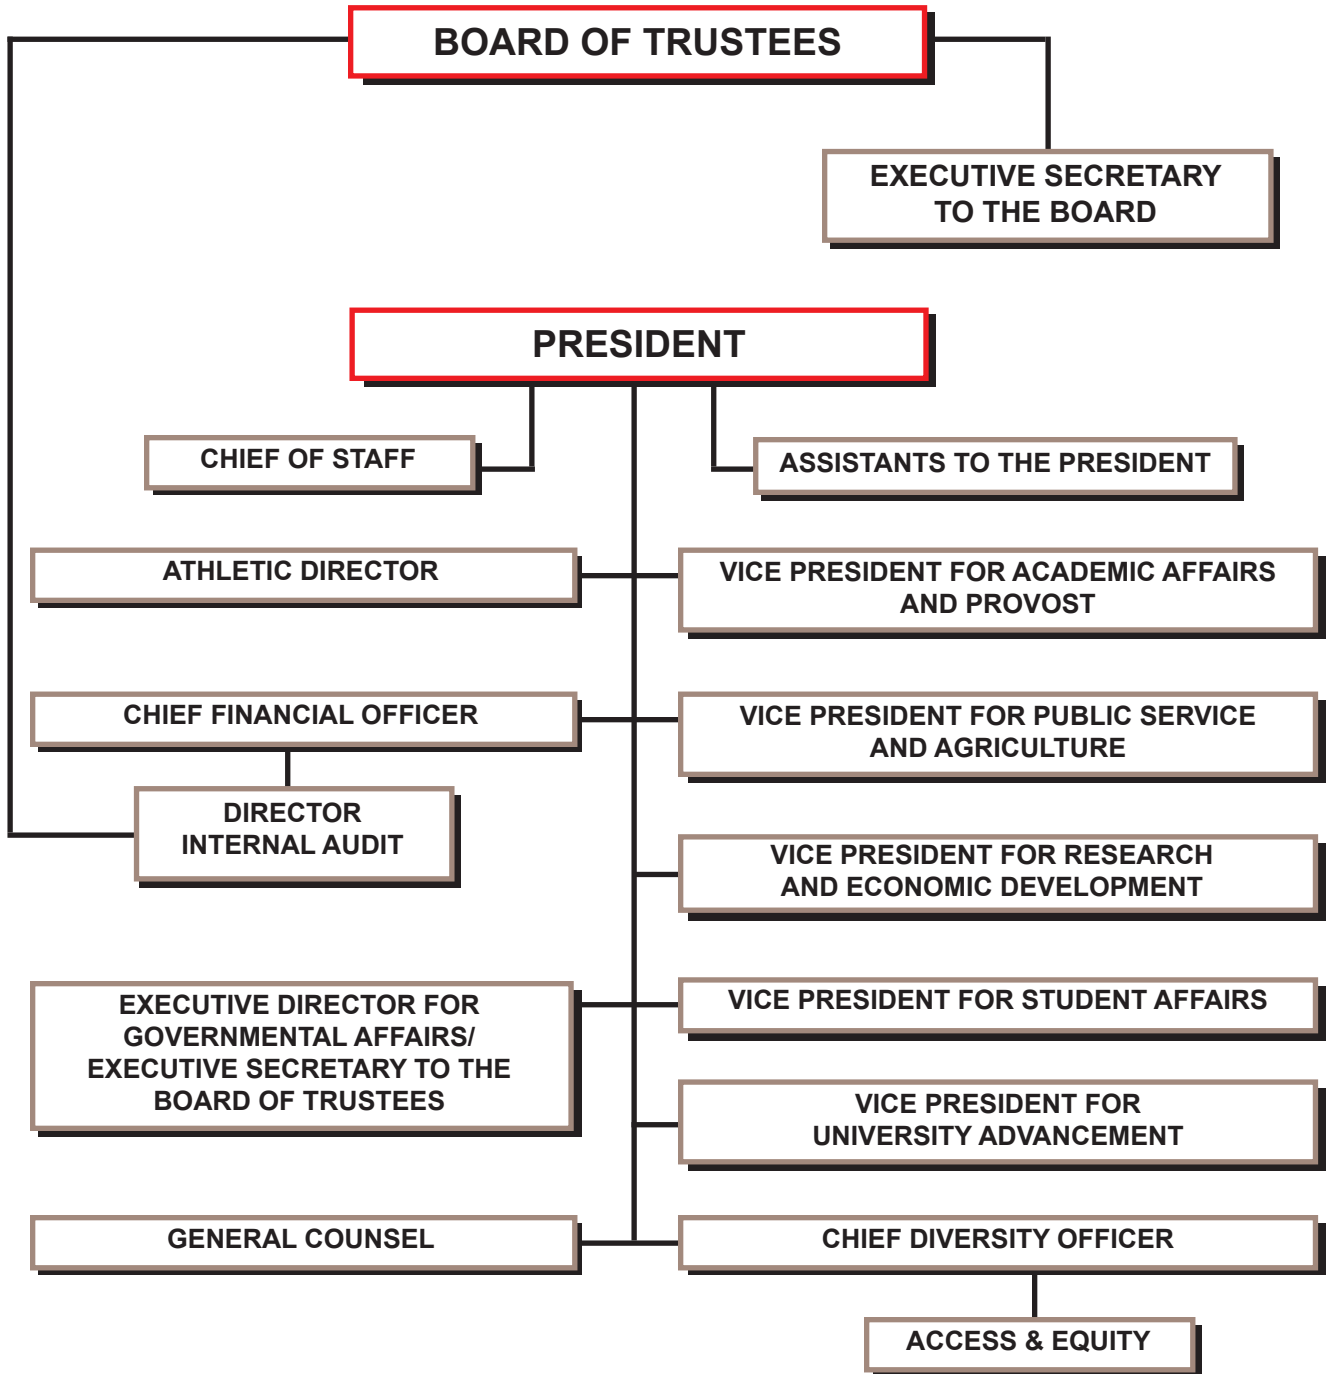 BOARD OF TRUSTEES
EXECUTIVE SECRETARY
TO THE BOARD
PRESIDENT
CHIEF OF STAFF
ASSISTANTS TO THE PRESIDENT
ATHLETIC DIRECTOR
VICE PRESIDENT FOR ACADEMIC AFFAIRS
AND PROVOST
CHIEF FINANCIAL OFFICER
VICE PRESIDENT FOR PUBLIC SERVICE
AND AGRICULTURE
DIRECTOR
INTERNAL AUDIT
VICE PRESIDENT FOR RESEARCH
AND ECONOMIC DEVELOPMENT
EXECUTIVE DIRECTOR FOR
GOVERNMENTAL AFFAIRS/
EXECUTIVE SECRETARY TO THE
BOARD OF TRUSTEES
VICE PRESIDENT FOR STUDENT AFFAIRS
VICE PRESIDENT FOR
UNIVERSITY ADVANCEMENT
GENERAL COUNSEL
CHIEF DIVERSITY OFFICER
ACCESS & EQUITY